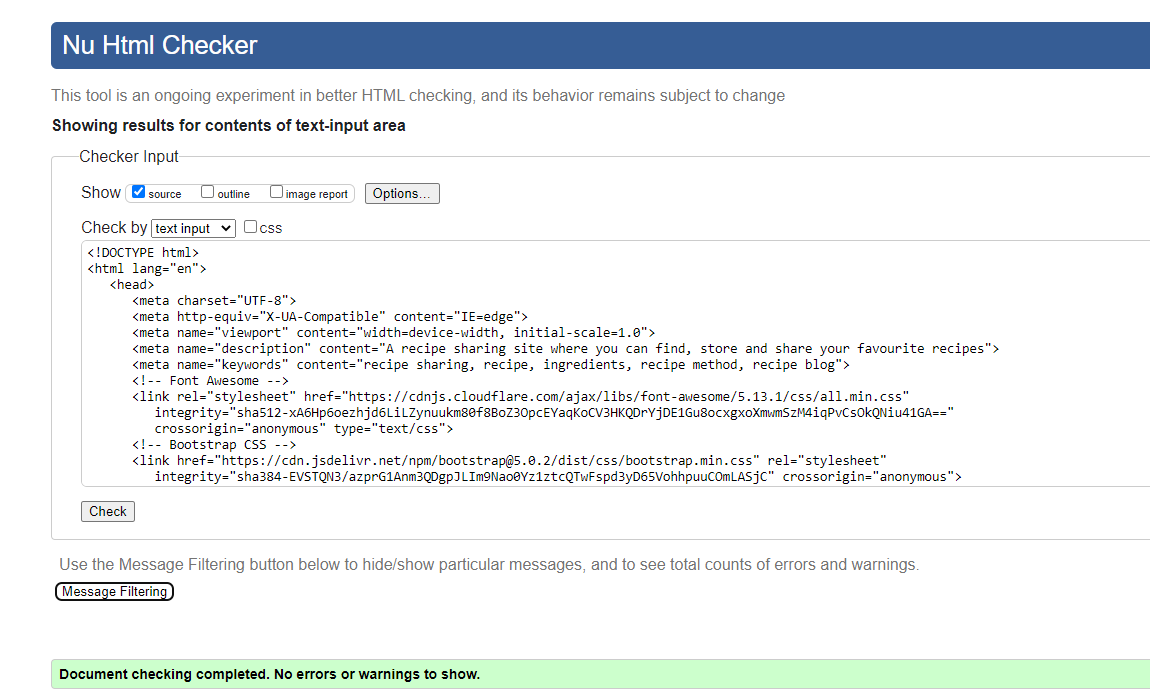 Nu Html Checker
This tool is an ongoing experiment in better HTML checking, and its behavior remains subject to change
Showing results for contents of text-input area
Checker Input
Show source outline image report Options...
Check by text input css
<!DOCTYPE html>
<html lang="en">
<head>
<meta charset="UTF-8">
<meta http-equiv="X-UA-Compatible" content="IE=edge">
<meta name="viewport" content="width=device-width, initial-scale=1.0">
<meta name="description" content="A recipe sharing site where you can find, store and share your favourite recipes">
<meta name="keywords" content="recipe sharing, recipe, ingredients, recipe method, recipe blog">
<!-- Font Awesome -->
<link rel="stylesheet" href="https://cdnjs.cloudflare.com/ajax/libs/font-awesome/5.13.1/css/all.min.css"
integrity="sha512-xA6Hp6oezhjd6LiLZynuukm80f8BoZ3OpcEYaqKoCV3HKQDrYjDE1Gu8ocxgxoXmwmSzM4iqPvCsOkQNiu41GA=="
crossorigin="anonymous" type="text/css">
<!-- Bootstrap CSS -->
<link href="https://cdn.jsdelivr.net/npm/bootstrap@5.0.2/dist/css/bootstrap.min.css" rel="stylesheet"
integrity="sha384-EVSTQN3/azprG1Anm3QDgpJLIm9Nao0Yz1ztcQTwFspd3yD65VohhpuuCOmLASjC" crossorigin="anonymous">
Check
Use the Message Filtering button below to hide/show particular messages, and to see total counts of errors and warnings.
Message Filtering
Document checking completed. No errors or warnings to show.